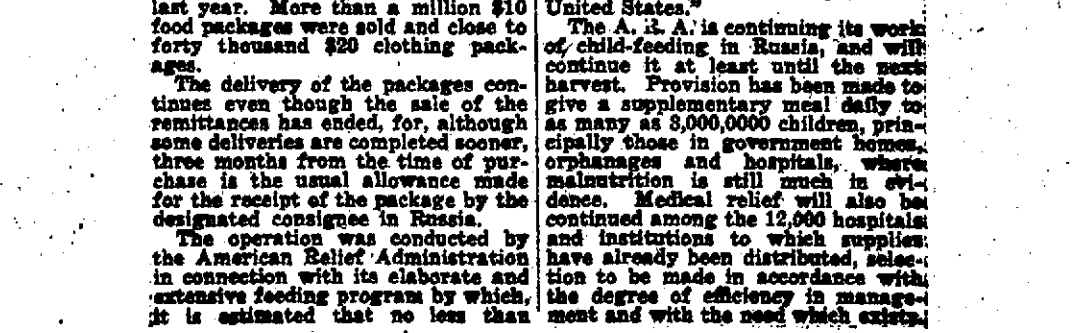 last year. More than a million $10
food packages were sold and close to
forty thousand $20 clothing pack-
ages.
The delivery of the packages con-
tinues even though the sale of the
remittances has ended, for, although
some deliveries are completed sooner,
three months from the time of pur-
chase is the usual allowance made
for the receipt of the package by the
designated consignee in Russia.
The operation was conducted by
the American Relief Administration
in connection with its elaborate and
extensive feeding program by which,
it is estimated that no less than
United States."
The A. R. A. is continuing its work
of child-feeding in Russia, and will
continue it at least until the next
harvest. Provision has been made to
give a supplementary meal daily to
as many as 3,000,0000 children, prin-
cipally those in government homes,
orphanages and hospitals, where
malnutrition is still much in evi-
dence. Medical relief will also be
continued among the 12,000 hospitals
and institutions to which supplies
have already been distributed, selec-
tion to be made in accordance with
the degree of efficiency in manage-
ment and with the need which exists.